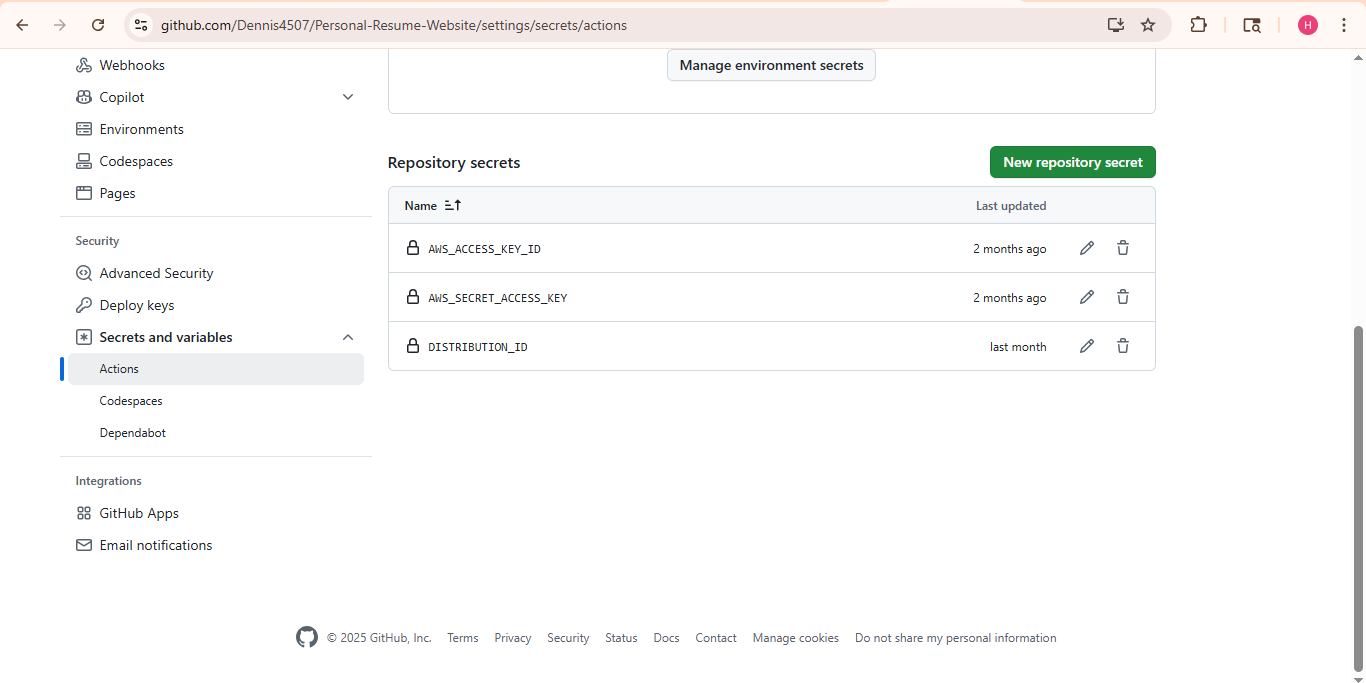 github.com/Dennis4507/Personal-Resume-Website/settings/secrets/actions
H
Webhooks
Copilot
Environments
Codespaces
Pages
Security
Advanced Security
Deploy keys
Secrets and variables
Actions
Codespaces
Dependabot
Integrations
GitHub Apps
Email notifications
Manage environment secrets
Repository secrets
New repository secret
Name Last updated
AWS_ACCESS_KEY_ID 2 months ago
AWS_SECRET_ACCESS_KEY 2 months ago
DISTRIBUTION_ID last month
© 2025 GitHub, Inc. Terms Privacy Security Status Docs Contact Manage cookies Do not share my personal information